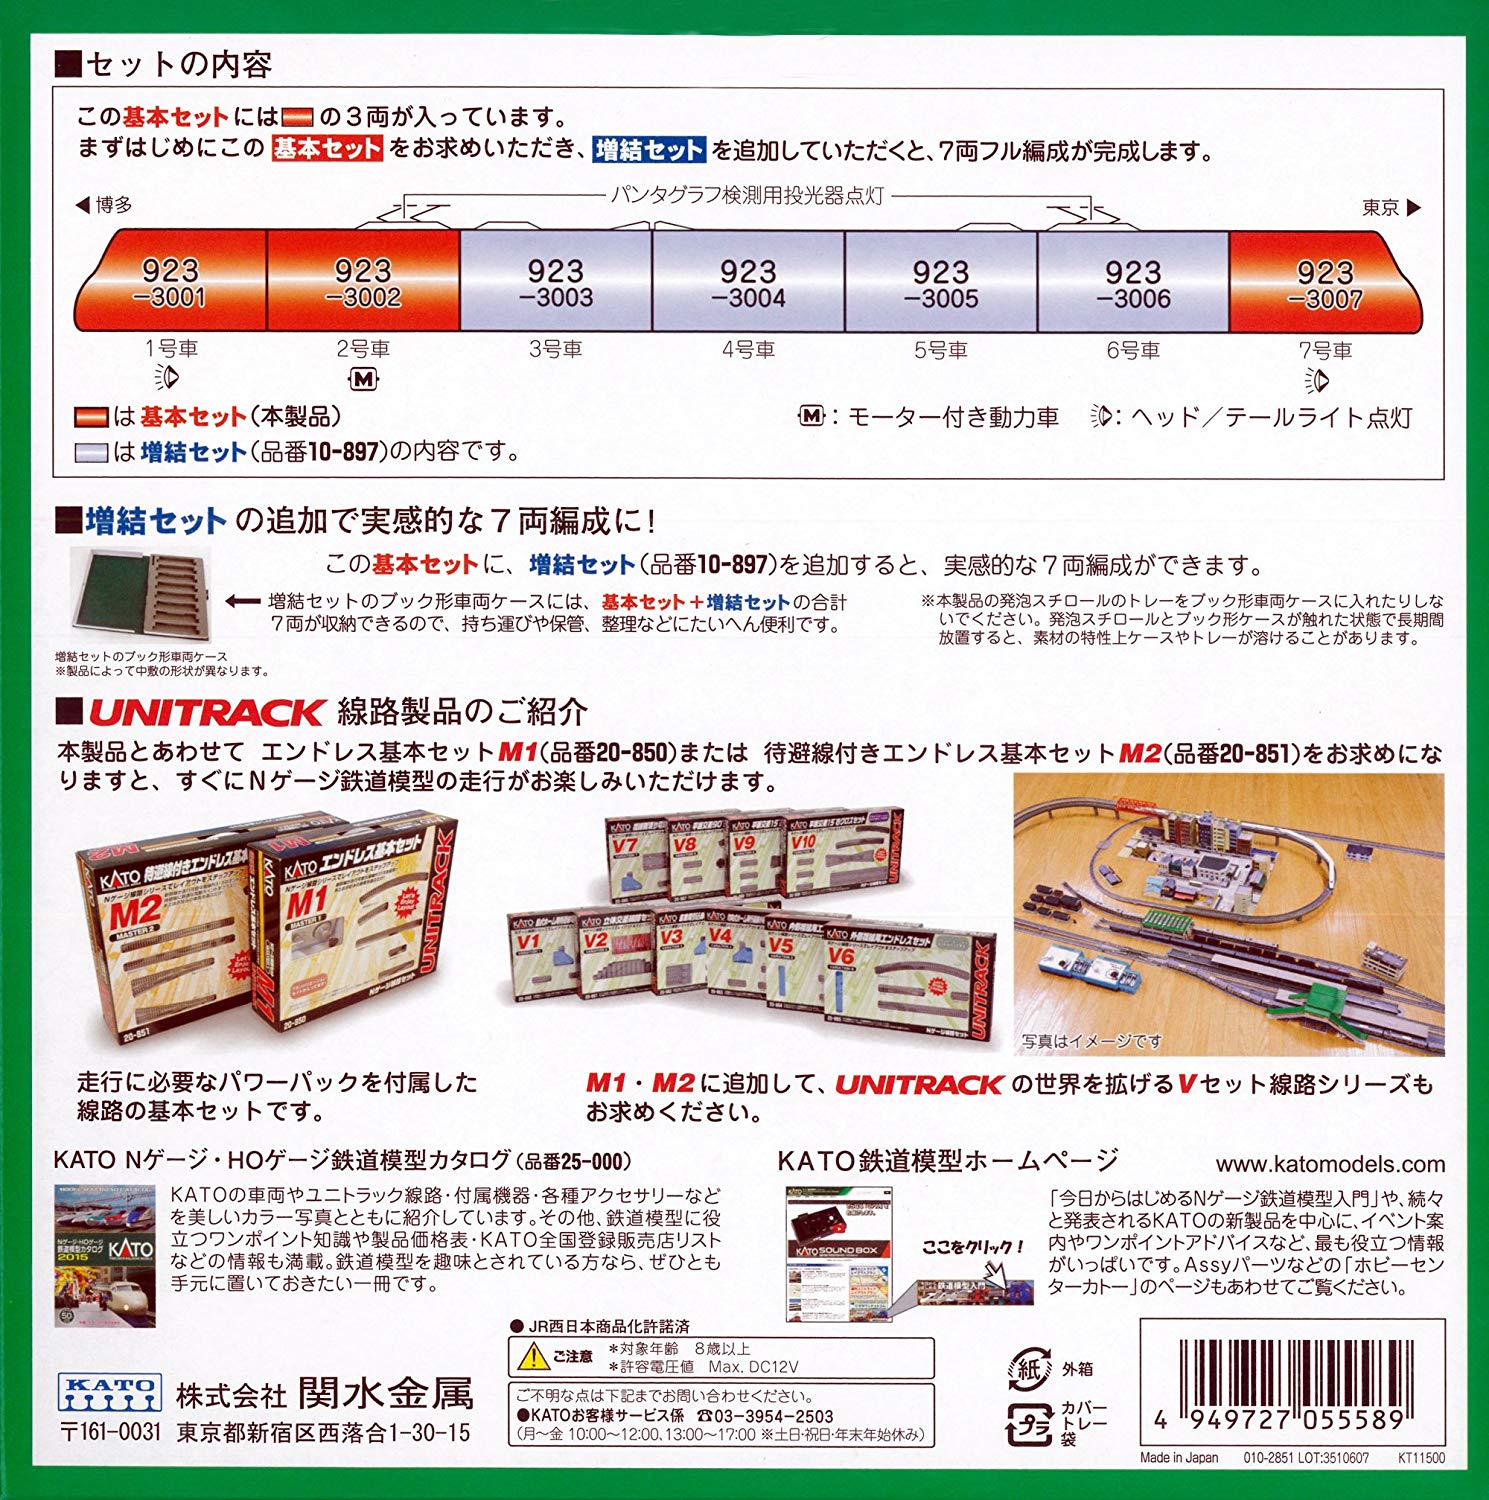 ■セットの内容
この基本セットには の3両が入っています。
まずはじめにこの 基本セット をお求めいただき、増結セット を追加していただくと、7両フル編成が完成します。
パンタグラフ検測用投光器点灯
◀博多
東京▶
923 923 923 923 923 923 923
-3001 -3002 -3003 -3004 -3005 -3006 -3007
1号車 2号車 3号車 4号車 5号車 6号車 7号車
M
は 基本セット(本製品)
M:モーター付き動力車 :ヘッド/テールライト点灯
は 増結セット(品番10-897)の内容です。
■増結セット の追加で実感的な7両編成に!
この基本セットに、増結セット(品番10-897)を追加すると、実感的な7両編成ができます。
← 増結セットのブック形車両ケースには、基本セット+増結セットの合計
7両が収納できるので、持ち運びや保管、整理などにたいへん便利です。
※本製品の発泡スチロールのトレーをブック形車両ケースに入れたりしな
いでください。発泡スチロールとブック形ケースが触れた状態で長期間
放置すると、素材の特性上ケースやトレーが溶けることがあります。
増結セットのブック形車両ケース
※製品によって中敷の形状が異なります。
■UNITRACK 線路製品のご紹介
本製品とあわせて エンドレス基本セットM1(品番20-850)または 待避線付きエンドレス基本セットM2(品番20-851)をお求めにな
りますと、すぐにNゲージ鉄道模型の走行がお楽しみいただけます。
KATO 待避線付きエンドレス基本
M2
MASTER 2
20-851
KATO エンドレス基本セット
M1
MASTER 1
Let's Enjoy Layout!
UNITRACK
M1
Nゲージ線路セット
20-850
KATO
V7
KATO
V8
KATO
V9
KATO
V10
UNITRACK
V1
V2
V3
V4
V5
KATO 外側複線用エンドレスセット
V6
Nゲージ線路セット
UNITRACK
写真はイメージです
走行に必要なパワーパックを付属した
線路の基本セットです。
M1・M2に追加して、UNITRACKの世界を拡げるVセット線路シリーズも
お求めください。
KATO Nゲージ・HOゲージ鉄道模型カタログ(品番25-000)
Nゲージ・HOゲージ
鉄道模型カタログ
2015
KATO
KATOの車両やユニトラック線路・付属機器・各種アクセサリーなど
を美しいカラー写真とともに紹介しています。その他、鉄道模型に役
立つワンポイント知識や製品価格表・KATO全国登録販売店リスト
などの情報も満載。鉄道模型を趣味とされている方なら、ぜひとも
手元に置いておきたい一冊です。
KATO鉄道模型ホームページ
www.katomodels.com
KATO SOUND BOX
ここをクリック!
鉄道模型入門
「今日からはじめるNゲージ鉄道模型入門」や、続々
と発表されるKATOの新製品を中心に、イベント案
内やワンポイントアドバイスなど、最も役立つ情報
がいっぱいです。Assyパーツなどの「ホビーセン
ターカトー」のページもあわせてご覧ください。
KATO 株式会社 関水金属
〒161-0031 東京都新宿区西落合1-30-15
●JR西日本商品化許諾済
ご注意
*対象年齢 8歳以上
*許容電圧値 Max. DC12V
ご不明な点は下記までお問い合わせください。
●KATOお客様サービス係 ☎03-3954-2503
(月~金 10:00~12:00、13:00~17:00 ※土日・祝日・年末年始休み)
紙 外箱
プラ カバー
トレー
袋
4 949727 055589
Made in Japan 010-2851 LOT:3510607 KT11500